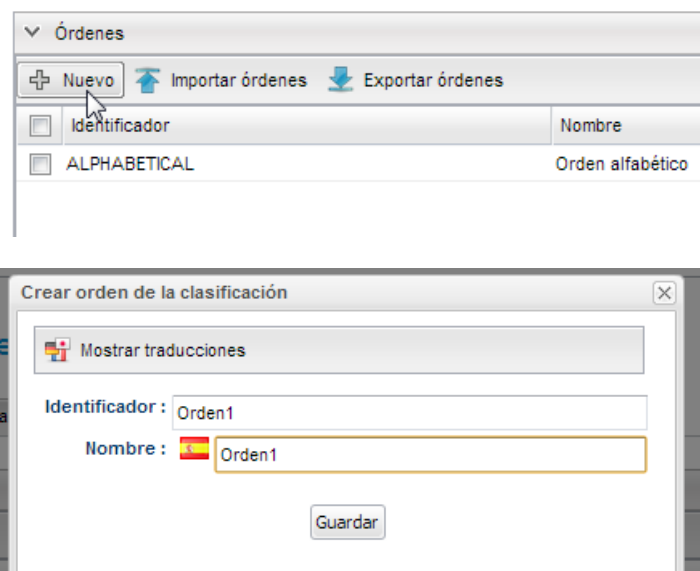 Órdenes
Nuevo Importar órdenes Exportar órdenes
Identificador Nombre
ALPHABETICAL Orden alfabético
Crear orden de la clasificación
Mostrar traducciones
Identificador : Orden1
Nombre : Orden1
Guardar